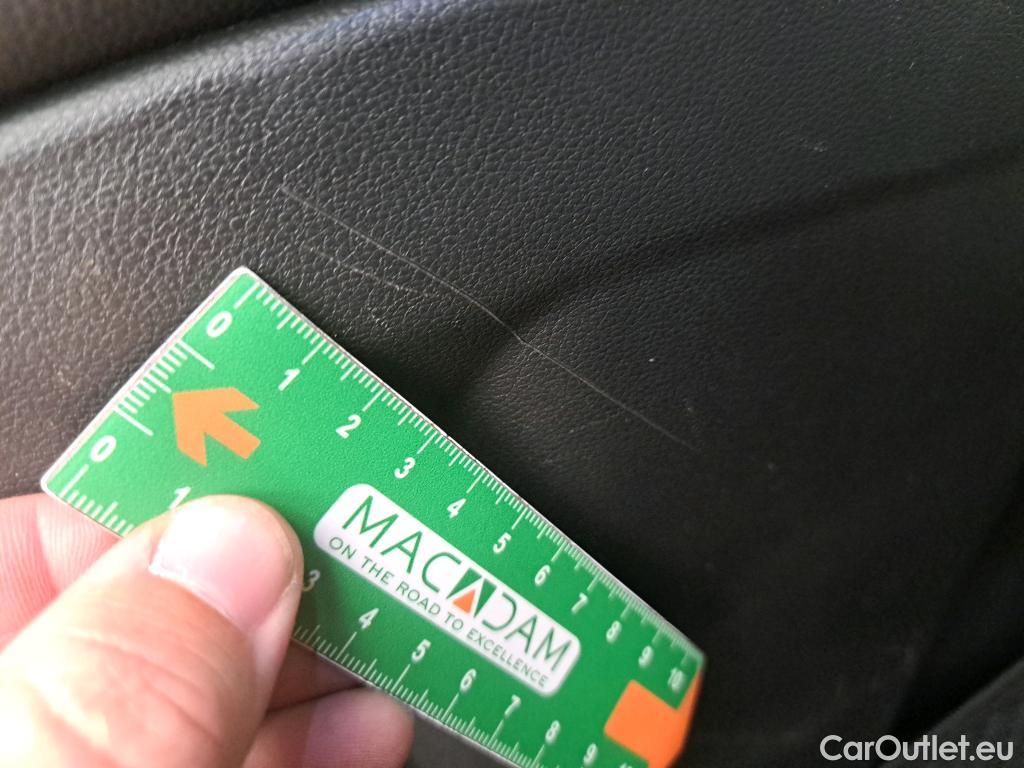 0 1 2 3 4 5 6 7 8 9 10
MACADAM
ON THE ROAD TO EXCELLENCE
0 1 3 4 5 6 7 8 9
CarOutlet.eu